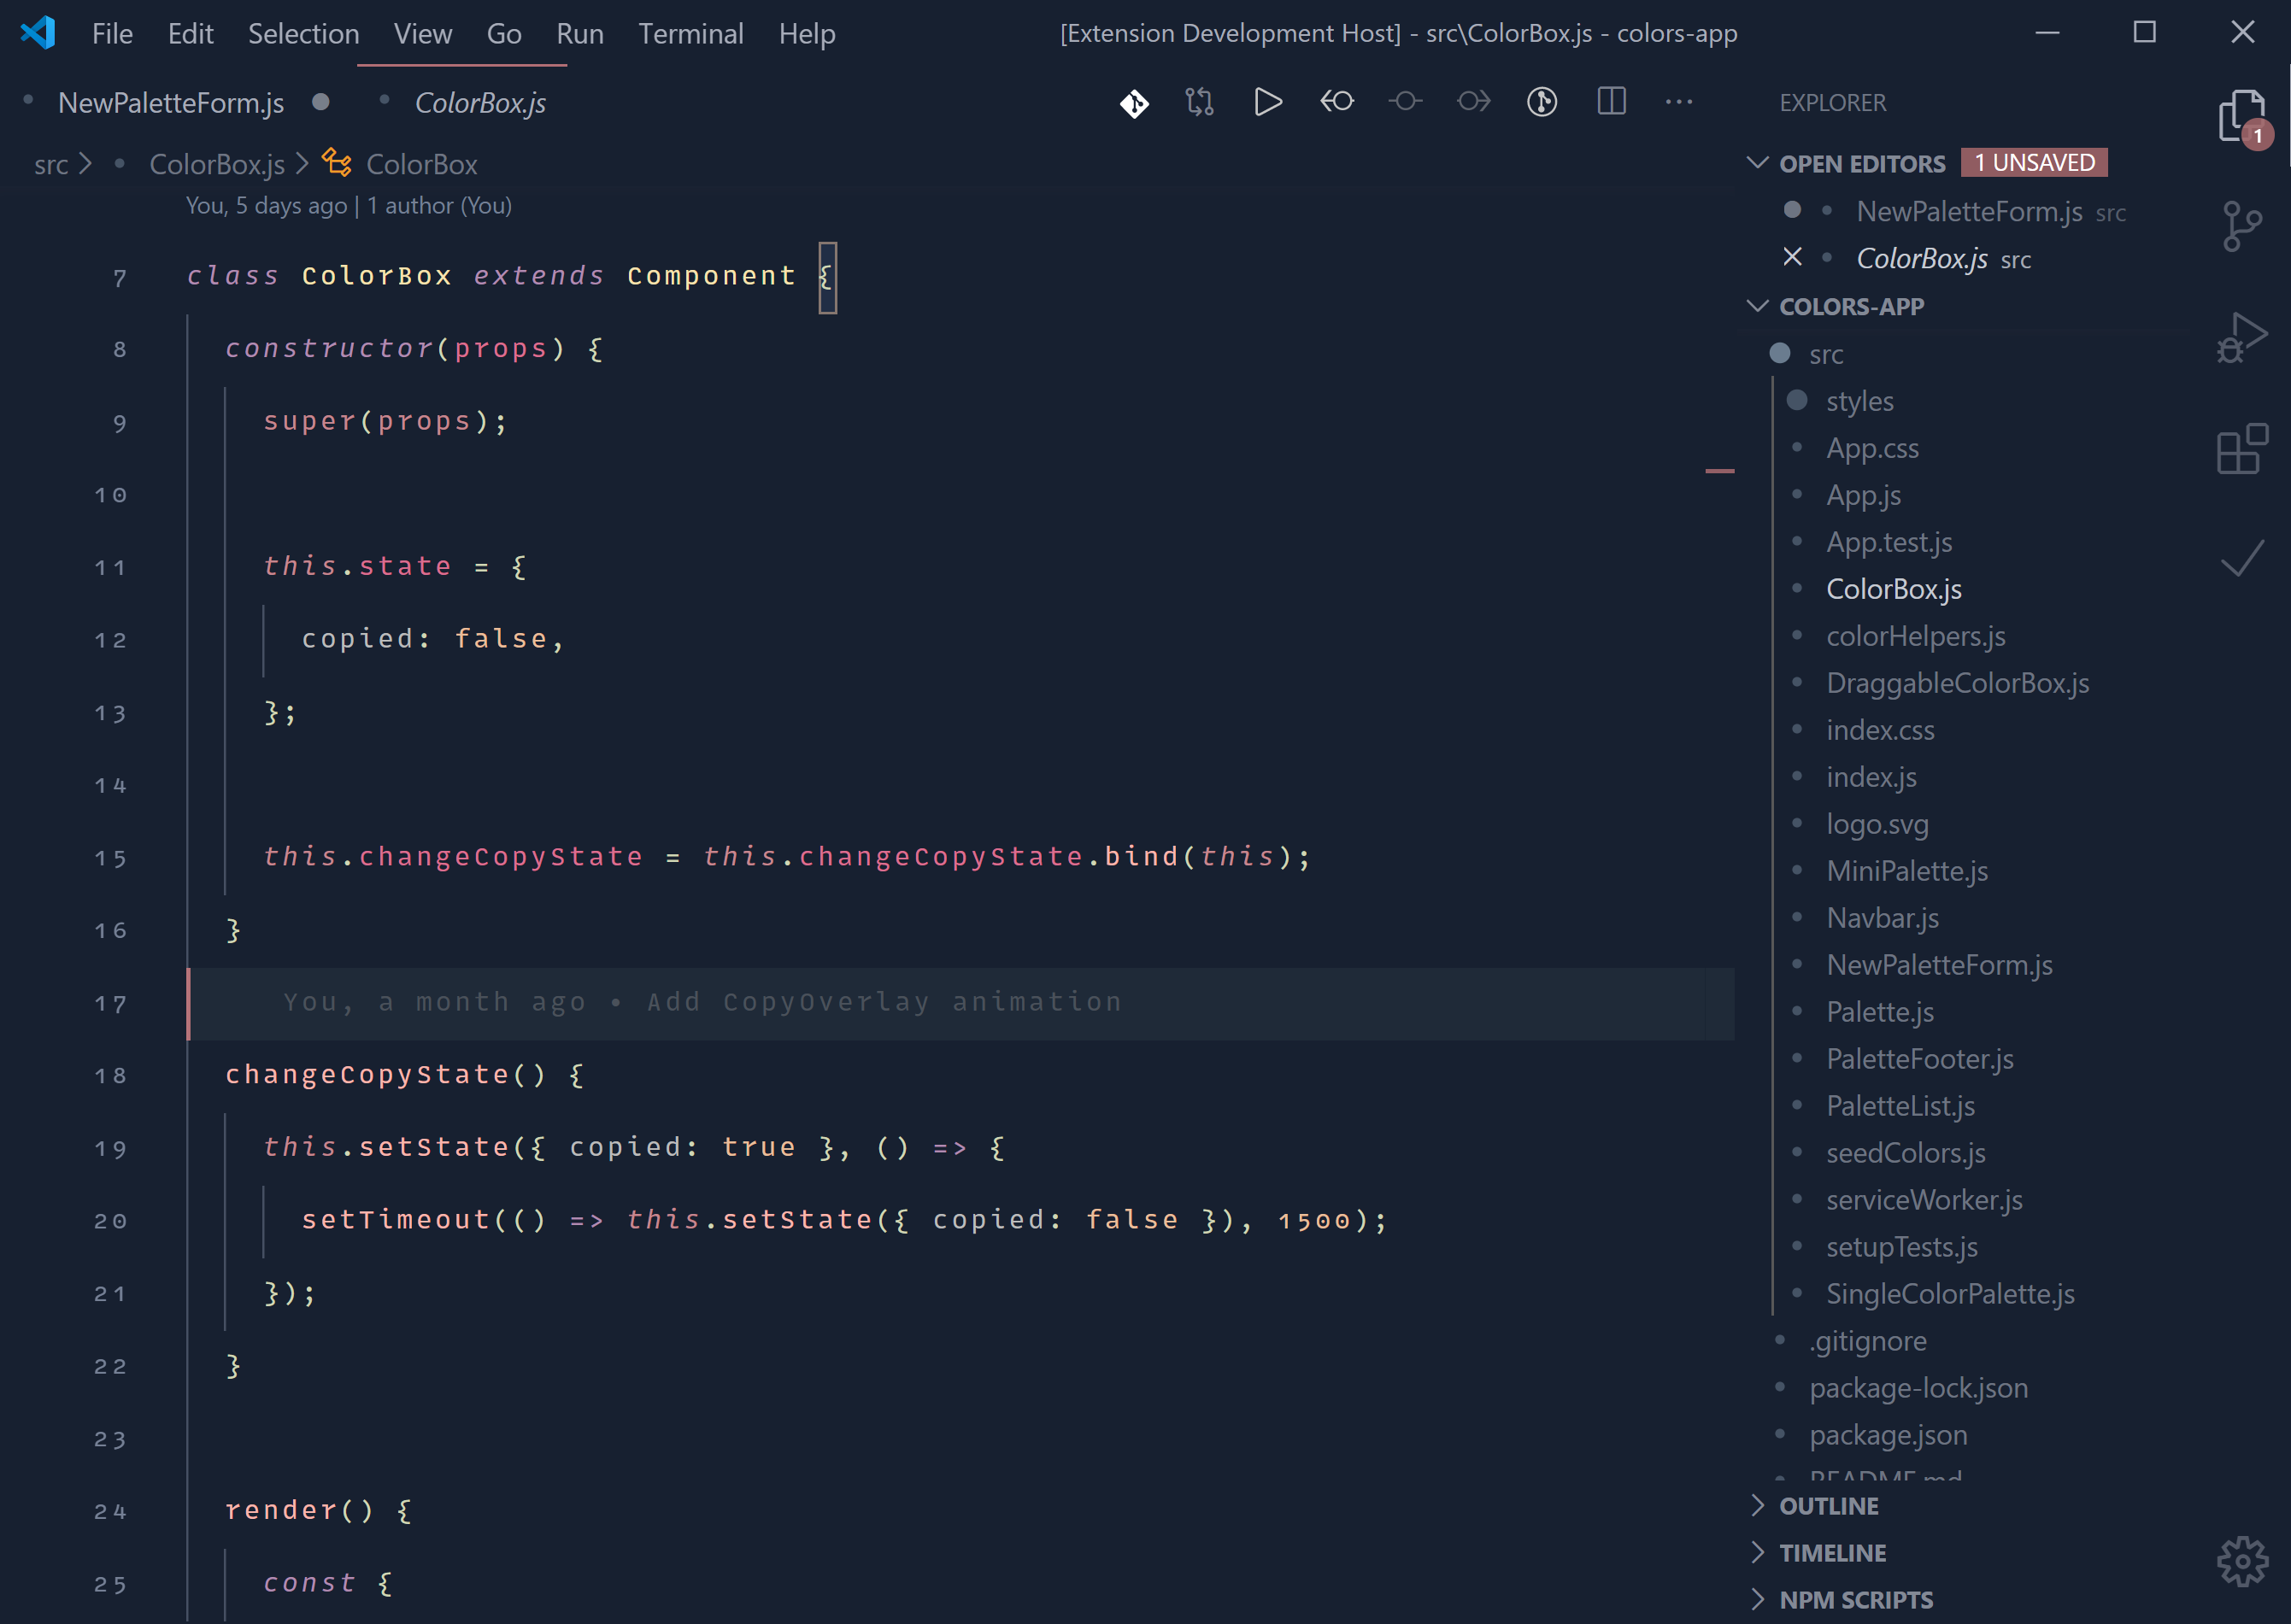 File Edit Selection View Go Run Terminal Help [Extension Development Host] - src\ColorBox.js - colors-app
NewPaletteForm.js ColorBox.js
src > ColorBox.js > ColorBox
You, 5 days ago | 1 author (You)
7 class ColorBox extends Component {
8 constructor(props) {
9 super(props);
10
11 this.state = {
12 copied: false,
13 };
14
15 this.changeCopyState = this.changeCopyState.bind(this);
16 }
17 You, a month ago • Add CopyOverlay animation
18 changeCopyState() {
19 this.setState({ copied: true }, () => {
20 setTimeout(() => this.setState({ copied: false }), 1500);
21 });
22 }
23
24 render() {
25 const {
EXPLORER
1
OPEN EDITORS 1 UNSAVED
NewPaletteForm.js src
ColorBox.js src
COLORS-APP
src
styles
App.css
App.js
App.test.js
ColorBox.js
colorHelpers.js
DraggableColorBox.js
index.css
index.js
logo.svg
MiniPalette.js
Navbar.js
NewPaletteForm.js
Palette.js
PaletteFooter.js
PaletteList.js
seedColors.js
serviceWorker.js
setupTests.js
SingleColorPalette.js
.gitignore
package-lock.json
package.json
README.md
OUTLINE
TIMELINE
NPM SCRIPTS